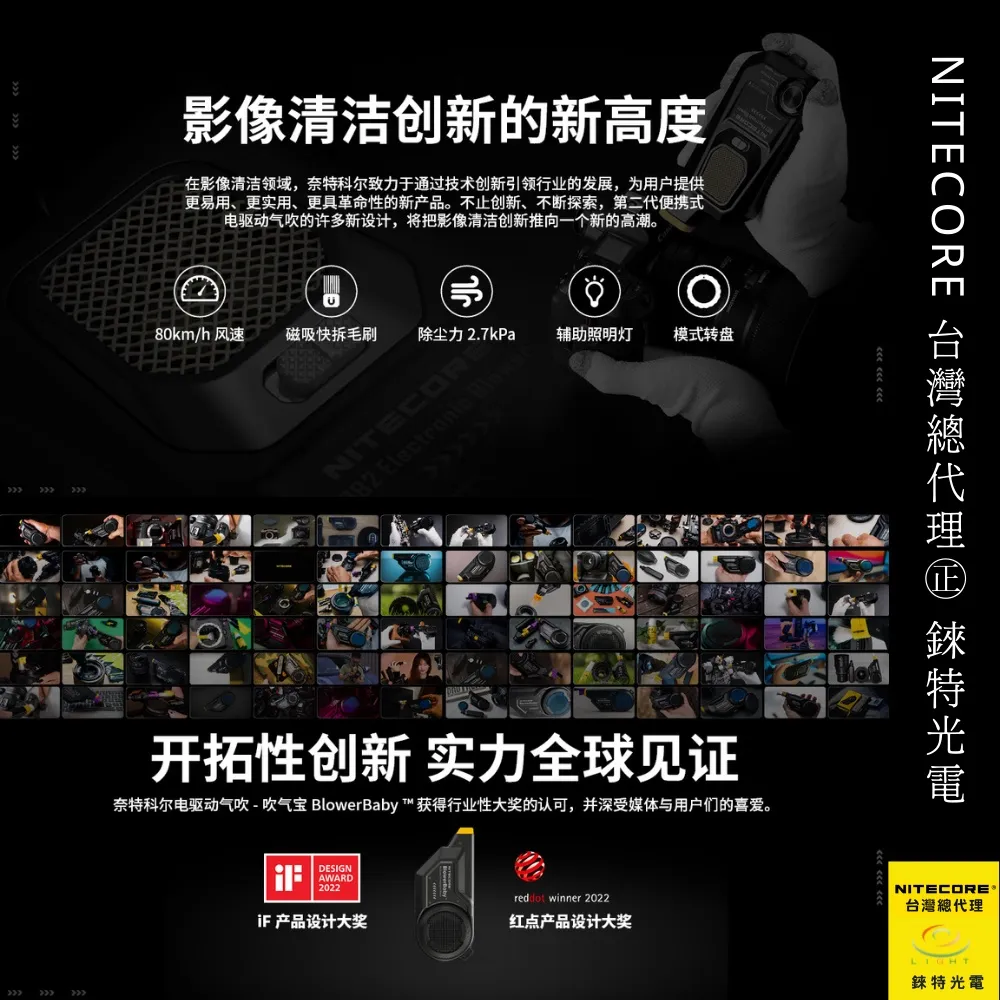 影像清洁创新的新高度
在影像清洁领域，奈特科尔致力于通过技术创新引领行业的发展，为用户提供
更易用、更实用、更具革命性的新产品。不止创新、不断探索，第二代便携式
电驱动气吹的许多新设计，将把影像清洁创新推向一个新的高潮。
80km/h 风速
磁吸快拆毛刷
除尘力 2.7kPa
辅助照明灯
模式转盘
NITECORE
开拓性创新 实力全球见证
奈特科尔电驱动气吹 - 吹气宝 BlowerBaby ™ 获得行业性大奖的认可，并深受媒体与用户们的喜爱。
iF DESIGN
AWARD
2022
iF 产品设计大奖
NITECORE
BlowerBaby
reddot winner 2022
红点产品设计大奖
NITECORE 台灣總代理㊣ 錸特光電
NITECORE®
台灣總代理
LIGHT
錸特光電